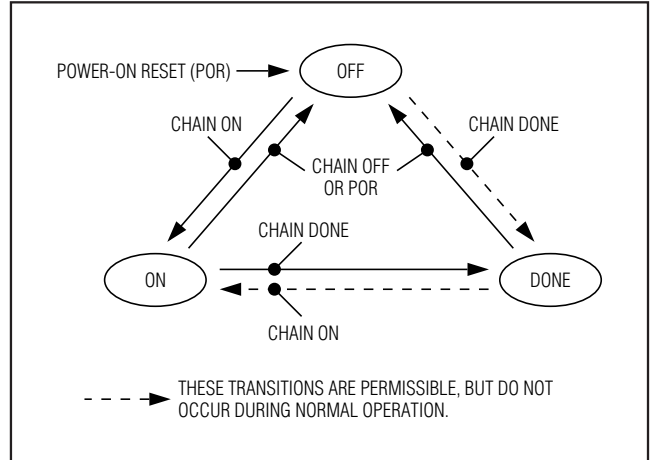 POWER-ON RESET (POR)
OFF
CHAIN ON
CHAIN DONE
CHAIN OFF
OR POR
CHAIN DONE
ON
DONE
CHAIN ON
THESE TRANSITIONS ARE PERMISSIBLE, BUT DO NOT
OCCUR DURING NORMAL OPERATION.